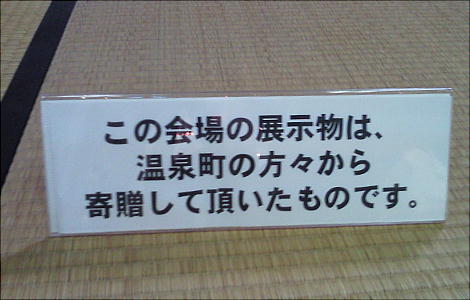 この会場の展示物は、
温泉町の方々から
寄贈して頂いたものです。